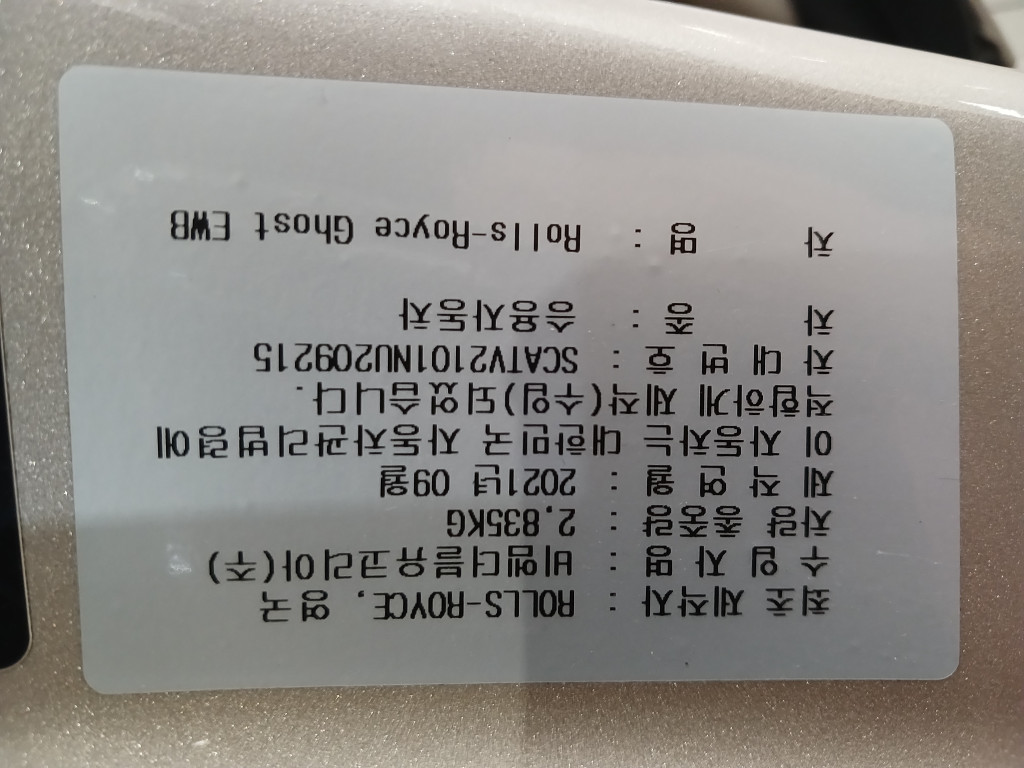 최초 제작자 : ROLLS-ROYCE, 영국
수 입 자 명 : 비엠더블유코리아(주)
차량 총중량 : 2.835KG
제 작 연 월 : 2021년 09월
이 자동차는 대한민국 자동차관리법령에
적합하게 제작(수입)되었습니다.
차 대 번 호 : SCATV2101NU209215
차 종 : 승용자동차
차 명 : Rolls-Royce Ghost EWB